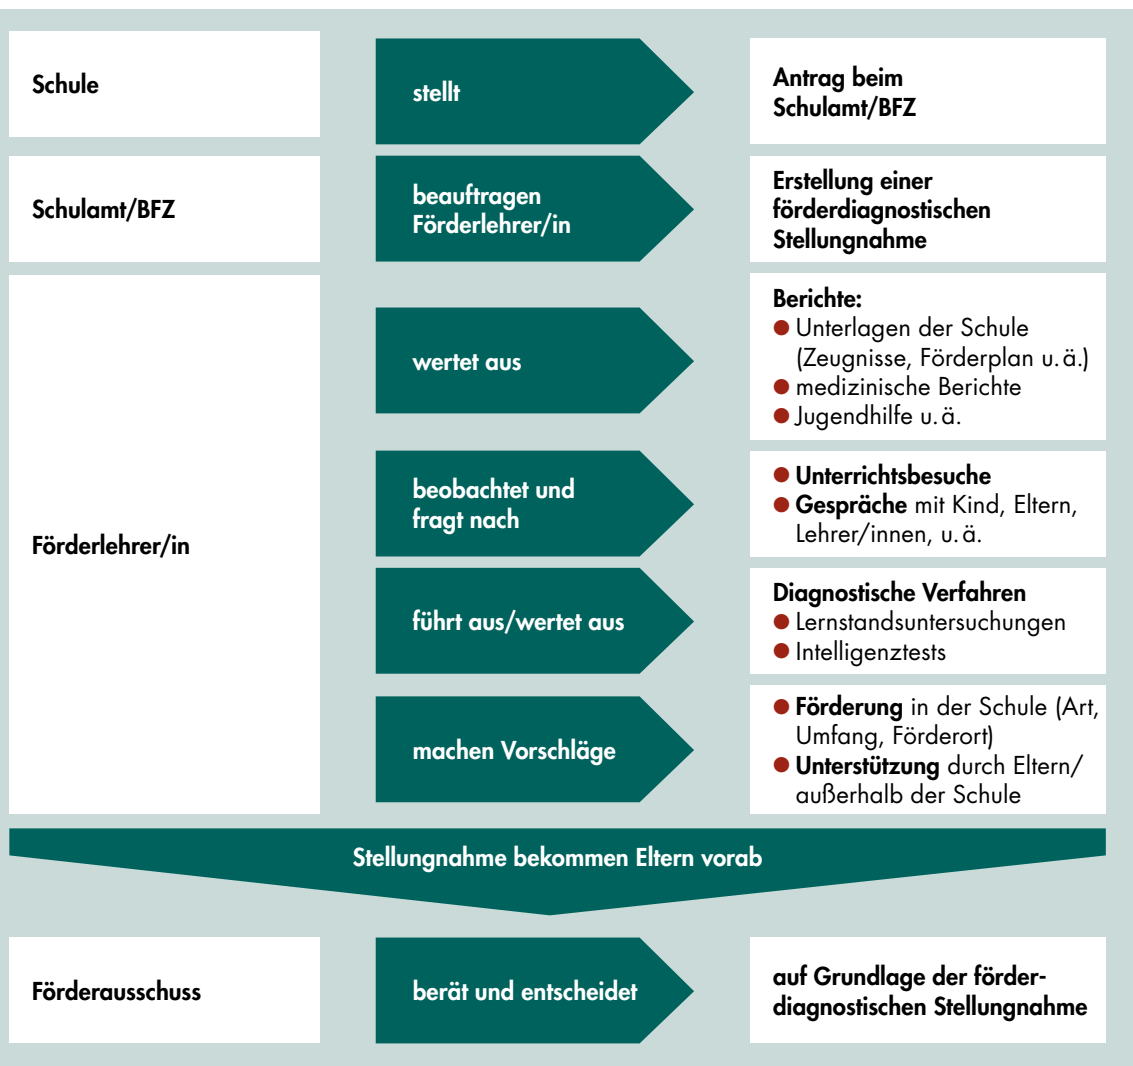 Schule
stellt
Antrag beim
Schulamt/BFZ
Schulamt/BFZ
beauftragen
Förderlehrer/in
Erstellung einer
förderdiagnostischen
Stellungnahme
Förderlehrer/in
wertet aus
Berichte:
● Unterlagen der Schule
(Zeugnisse, Förderplan u. ä.)
● medizinische Berichte
● Jugendhilfe u. ä.
beobachtet und
fragt nach
● Unterrichtsbesuche
● Gespräche mit Kind, Eltern,
Lehrer/innen, u. ä.
führt aus/wertet aus
Diagnostische Verfahren
● Lernstandsuntersuchungen
● Intelligenztests
machen Vorschläge
● Förderung in der Schule (Art,
Umfang, Förderort)
● Unterstützung durch Eltern/
außerhalb der Schule
Stellungnahme bekommen Eltern vorab
Förderausschuss
berät und entscheidet
auf Grundlage der förder-
diagnostischen Stellungnahme